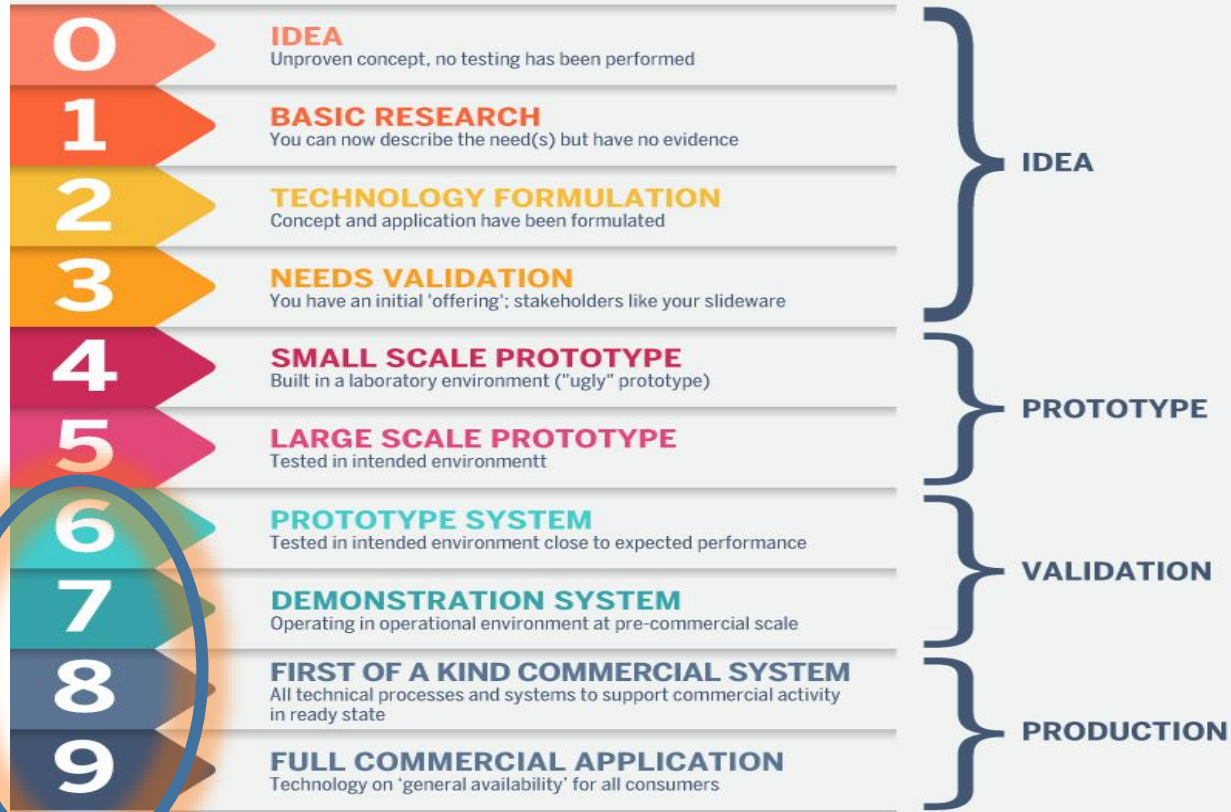 0
IDEA
Unproven concept, no testing has been performed
1
BASIC RESEARCH
You can now describe the need(s) but have no evidence
2
TECHNOLOGY FORMULATION
Concept and application have been formulated
3
NEEDS VALIDATION
You have an initial 'offering'; stakeholders like your slideware
IDEA
4
SMALL SCALE PROTOTYPE
Built in a laboratory environment ("ugly" prototype)
5
LARGE SCALE PROTOTYPE
Tested in intended environmentt
PROTOTYPE
6
PROTOTYPE SYSTEM
Tested in intended environment close to expected performance
7
DEMONSTRATION SYSTEM
Operating in operational environment at pre-commercial scale
VALIDATION
8
FIRST OF A KIND COMMERCIAL SYSTEM
All technical processes and systems to support commercial activity
in ready state
9
FULL COMMERCIAL APPLICATION
Technology on ‘general availability’ for all consumers
PRODUCTION